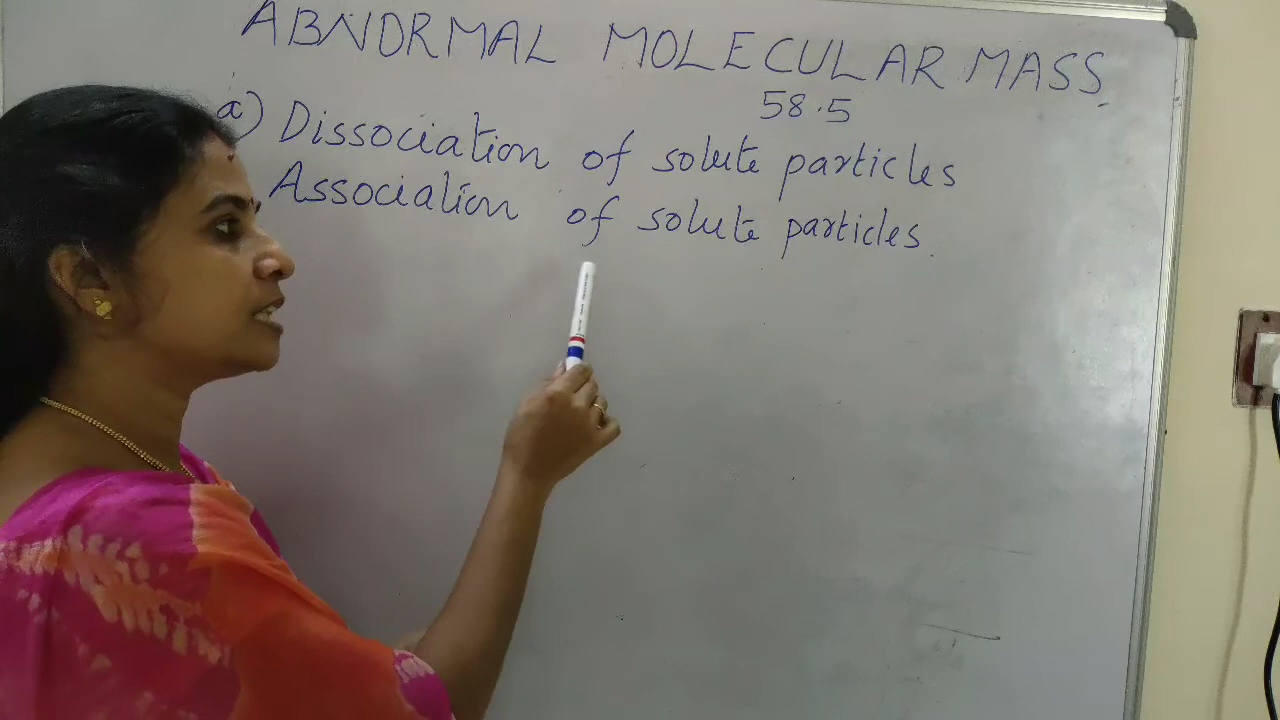 ABNORMAL MOLECULAR MASS
58.5
a) Dissociation of solute particles
Association of solute particles.